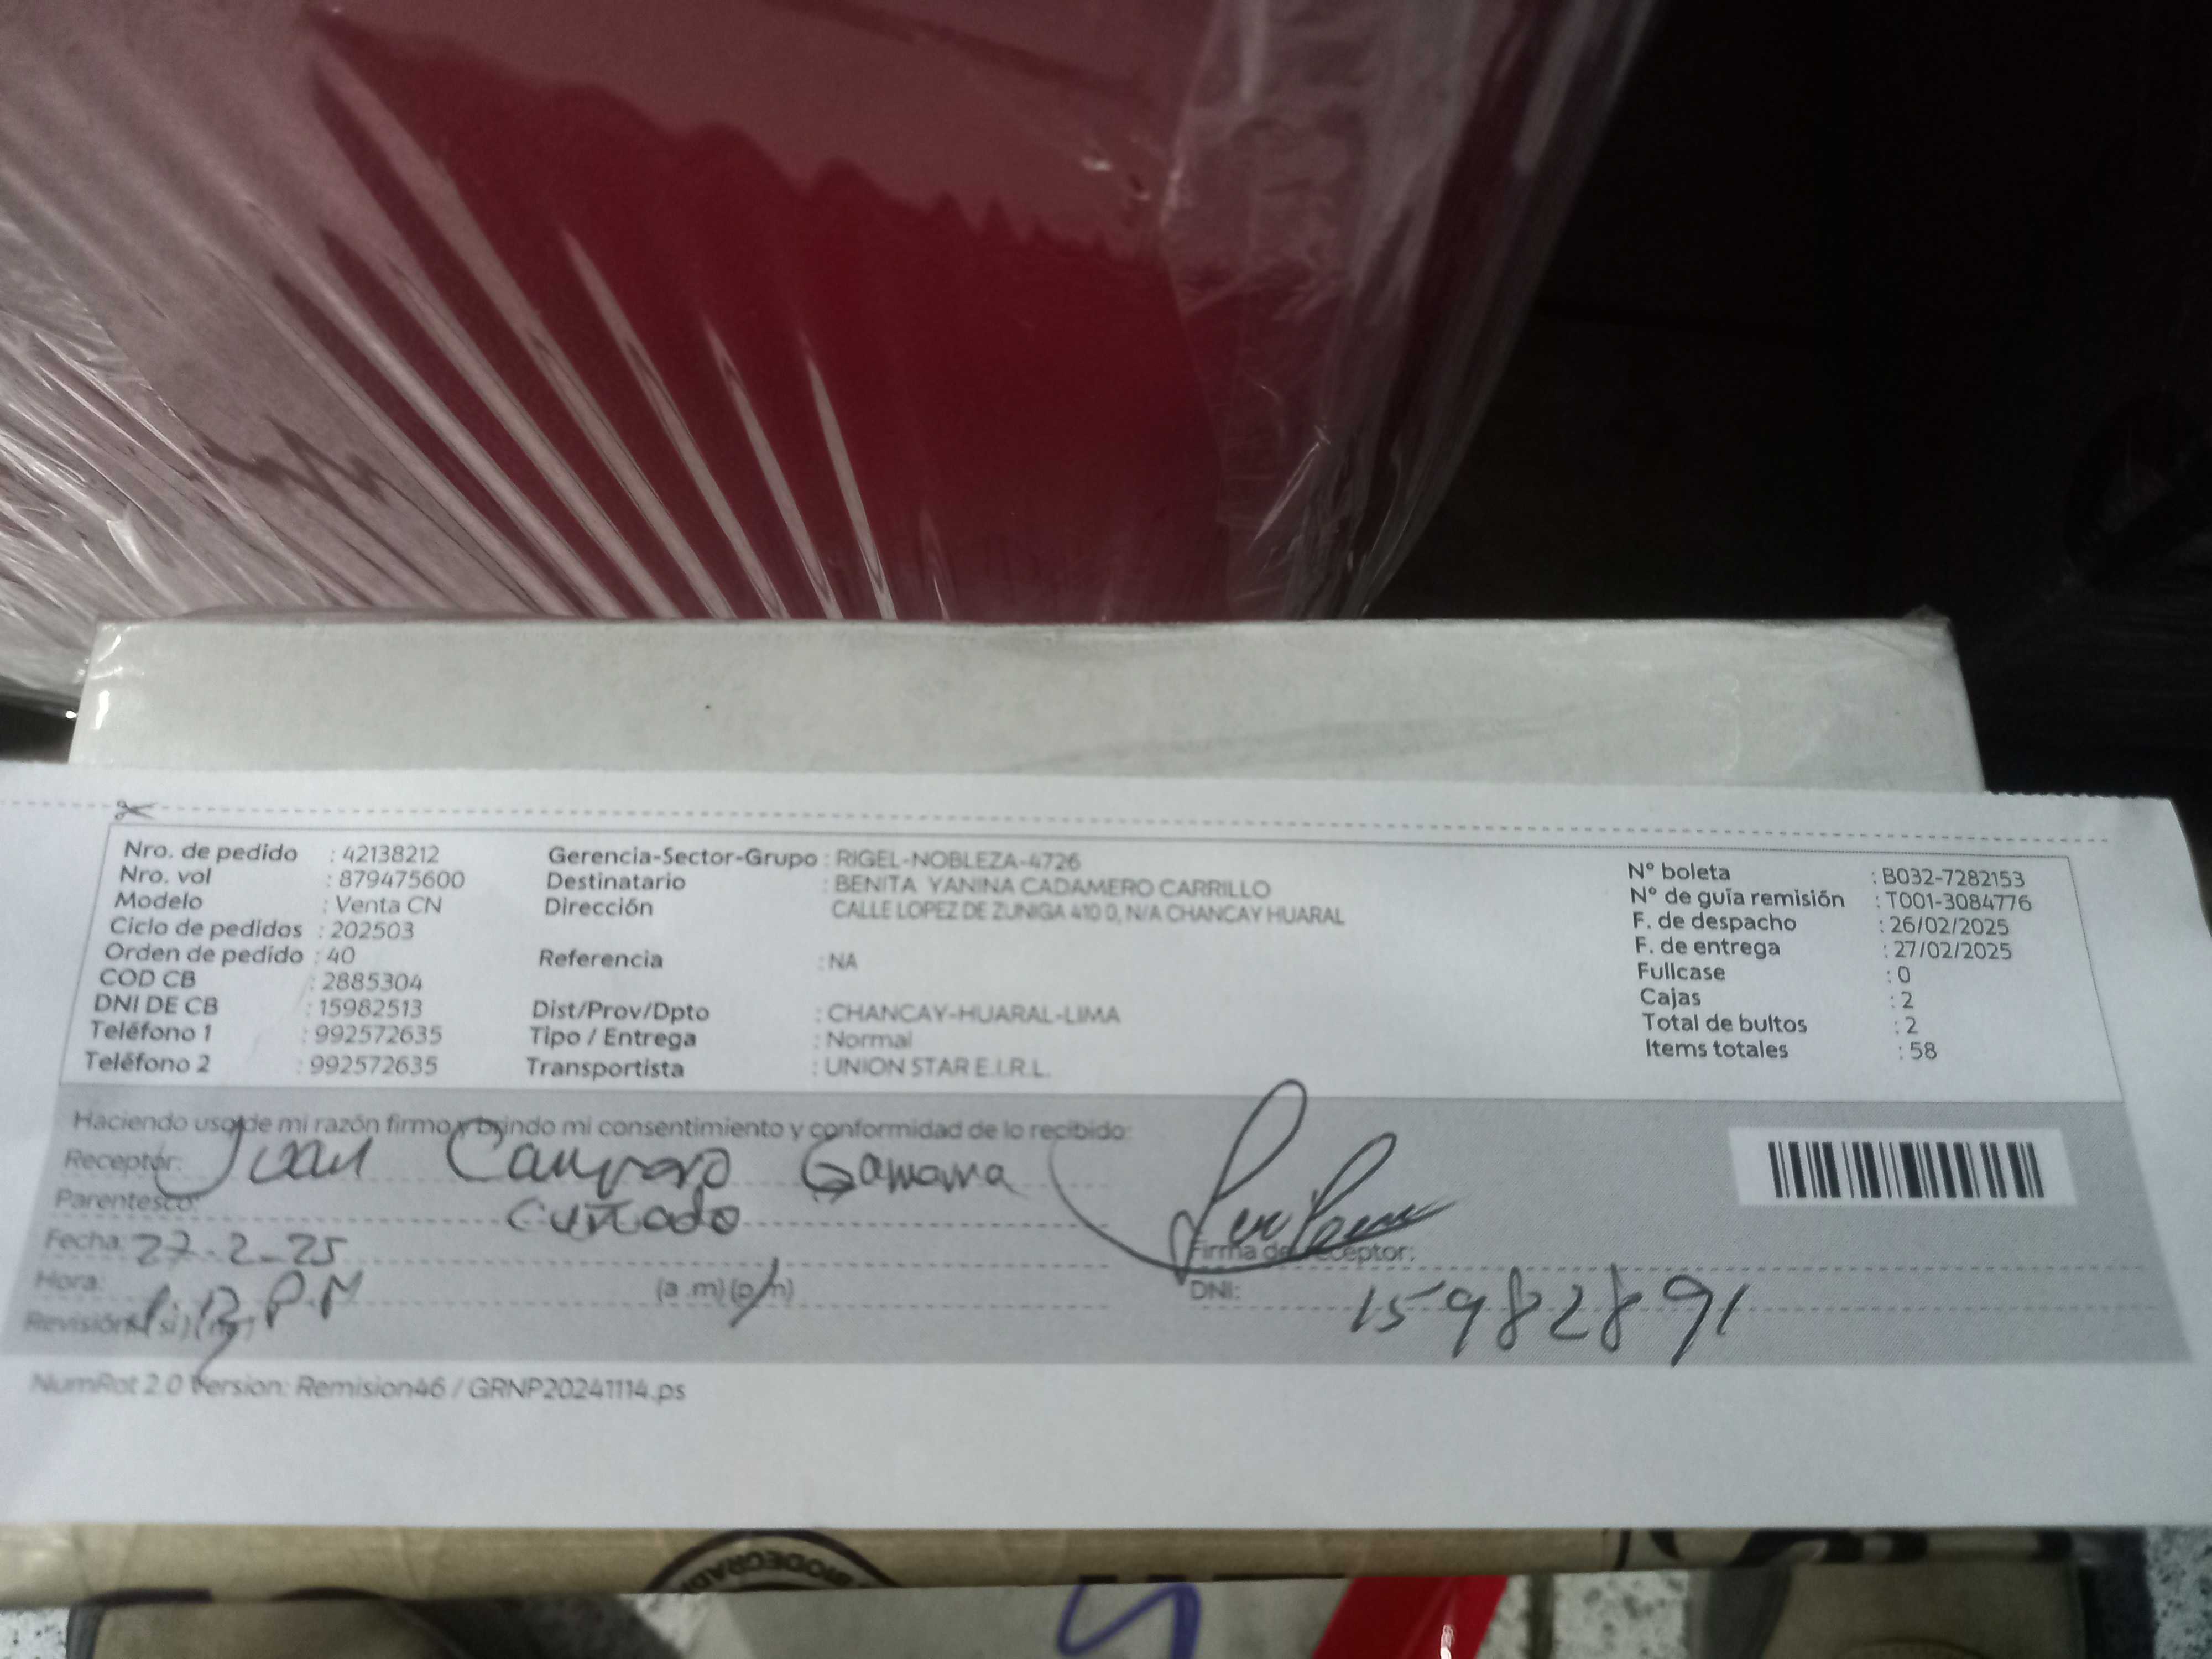 Nro. de pedido : 42138212
Nro. vol : 879475600
Modelo : Venta CN
Ciclo de pedidos : 202503
Orden de pedido : 40
COD CB : 2885304
DNI DE CB : 15982513
Teléfono 1 : 992572635
Teléfono 2 : 992572635
Gerencia-Sector-Grupo : RIGEL-NOBLEZA-4726
Destinatario : BENITA YANINA CADAMERO CARRILLO
Dirección CALLE LOPEZ DE ZUNIGA 410 0, N/A CHANCAY HUARAL
Referencia : NA
Dist/Prov/Dpto : CHANCAY-HUARAL-LIMA
Tipo / Entrega : Normal
Transportista : UNION STAR E.I.R.L.
N° boleta : B032-7282153
N° de guía remisión : T001-3084776
F. de despacho : 26/02/2025
F. de entrega : 27/02/2025
Fullcase : 0
Cajas : 2
Total de bultos : 2
Items totales : 58
Haciendo uso de mi razón firmo y brindo mi consentimiento y conformidad de lo recibido:
Receptor: Juan Gamarra
Parentesco: cuñado
Fecha: 27-2-25
Hora: P.M (a .m) (p/m)
Revisión: (si)
Firma de receptor:
DNI: 15982891
NumRot 2.0 Version: Remision46 / GRNP20241114.ps
BIODEGRAD